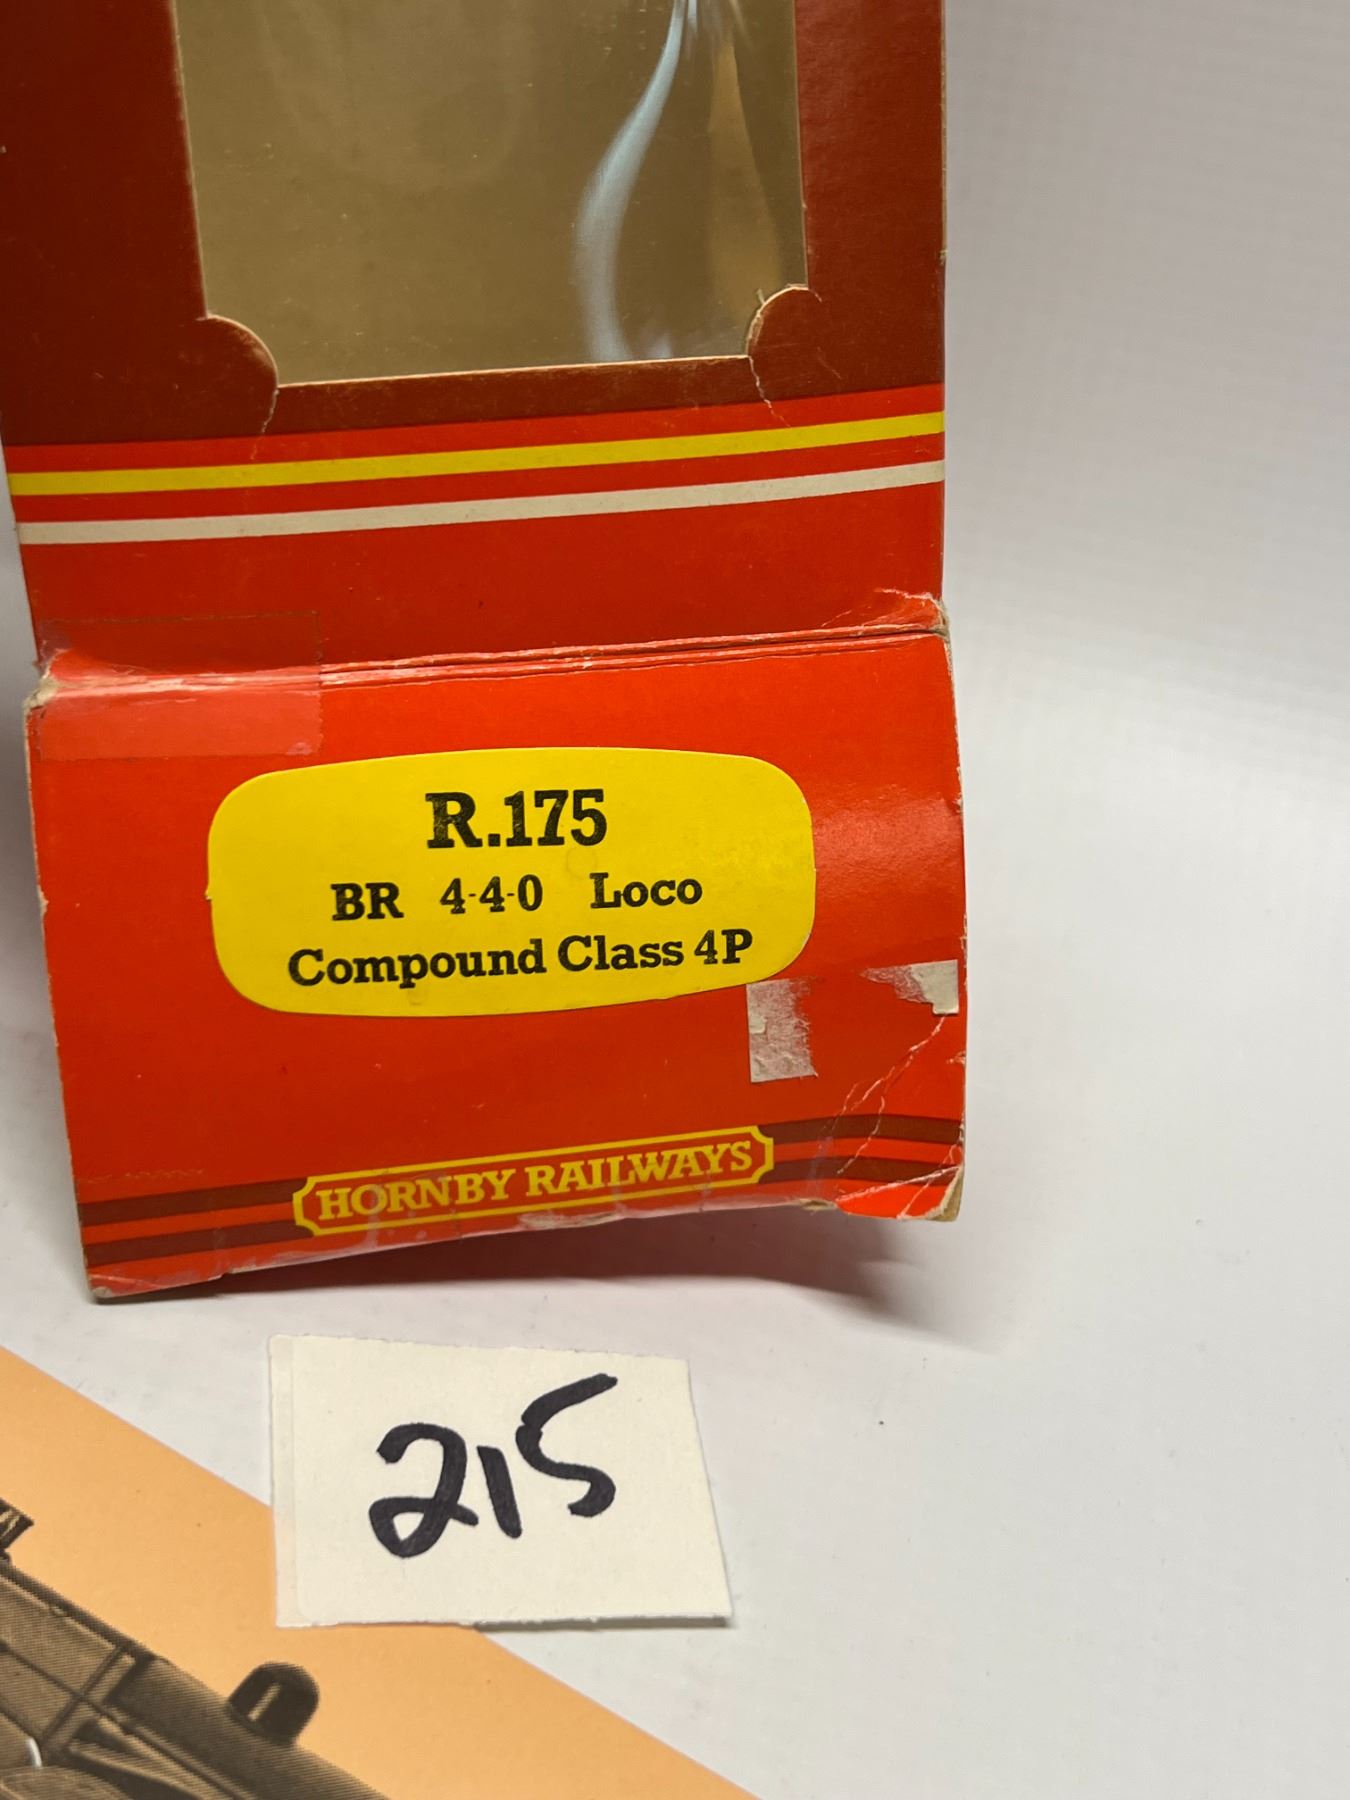 R.175
BR 4-4-0 Loco
Compound Class 4P
HORNBY RAILWAYS
215